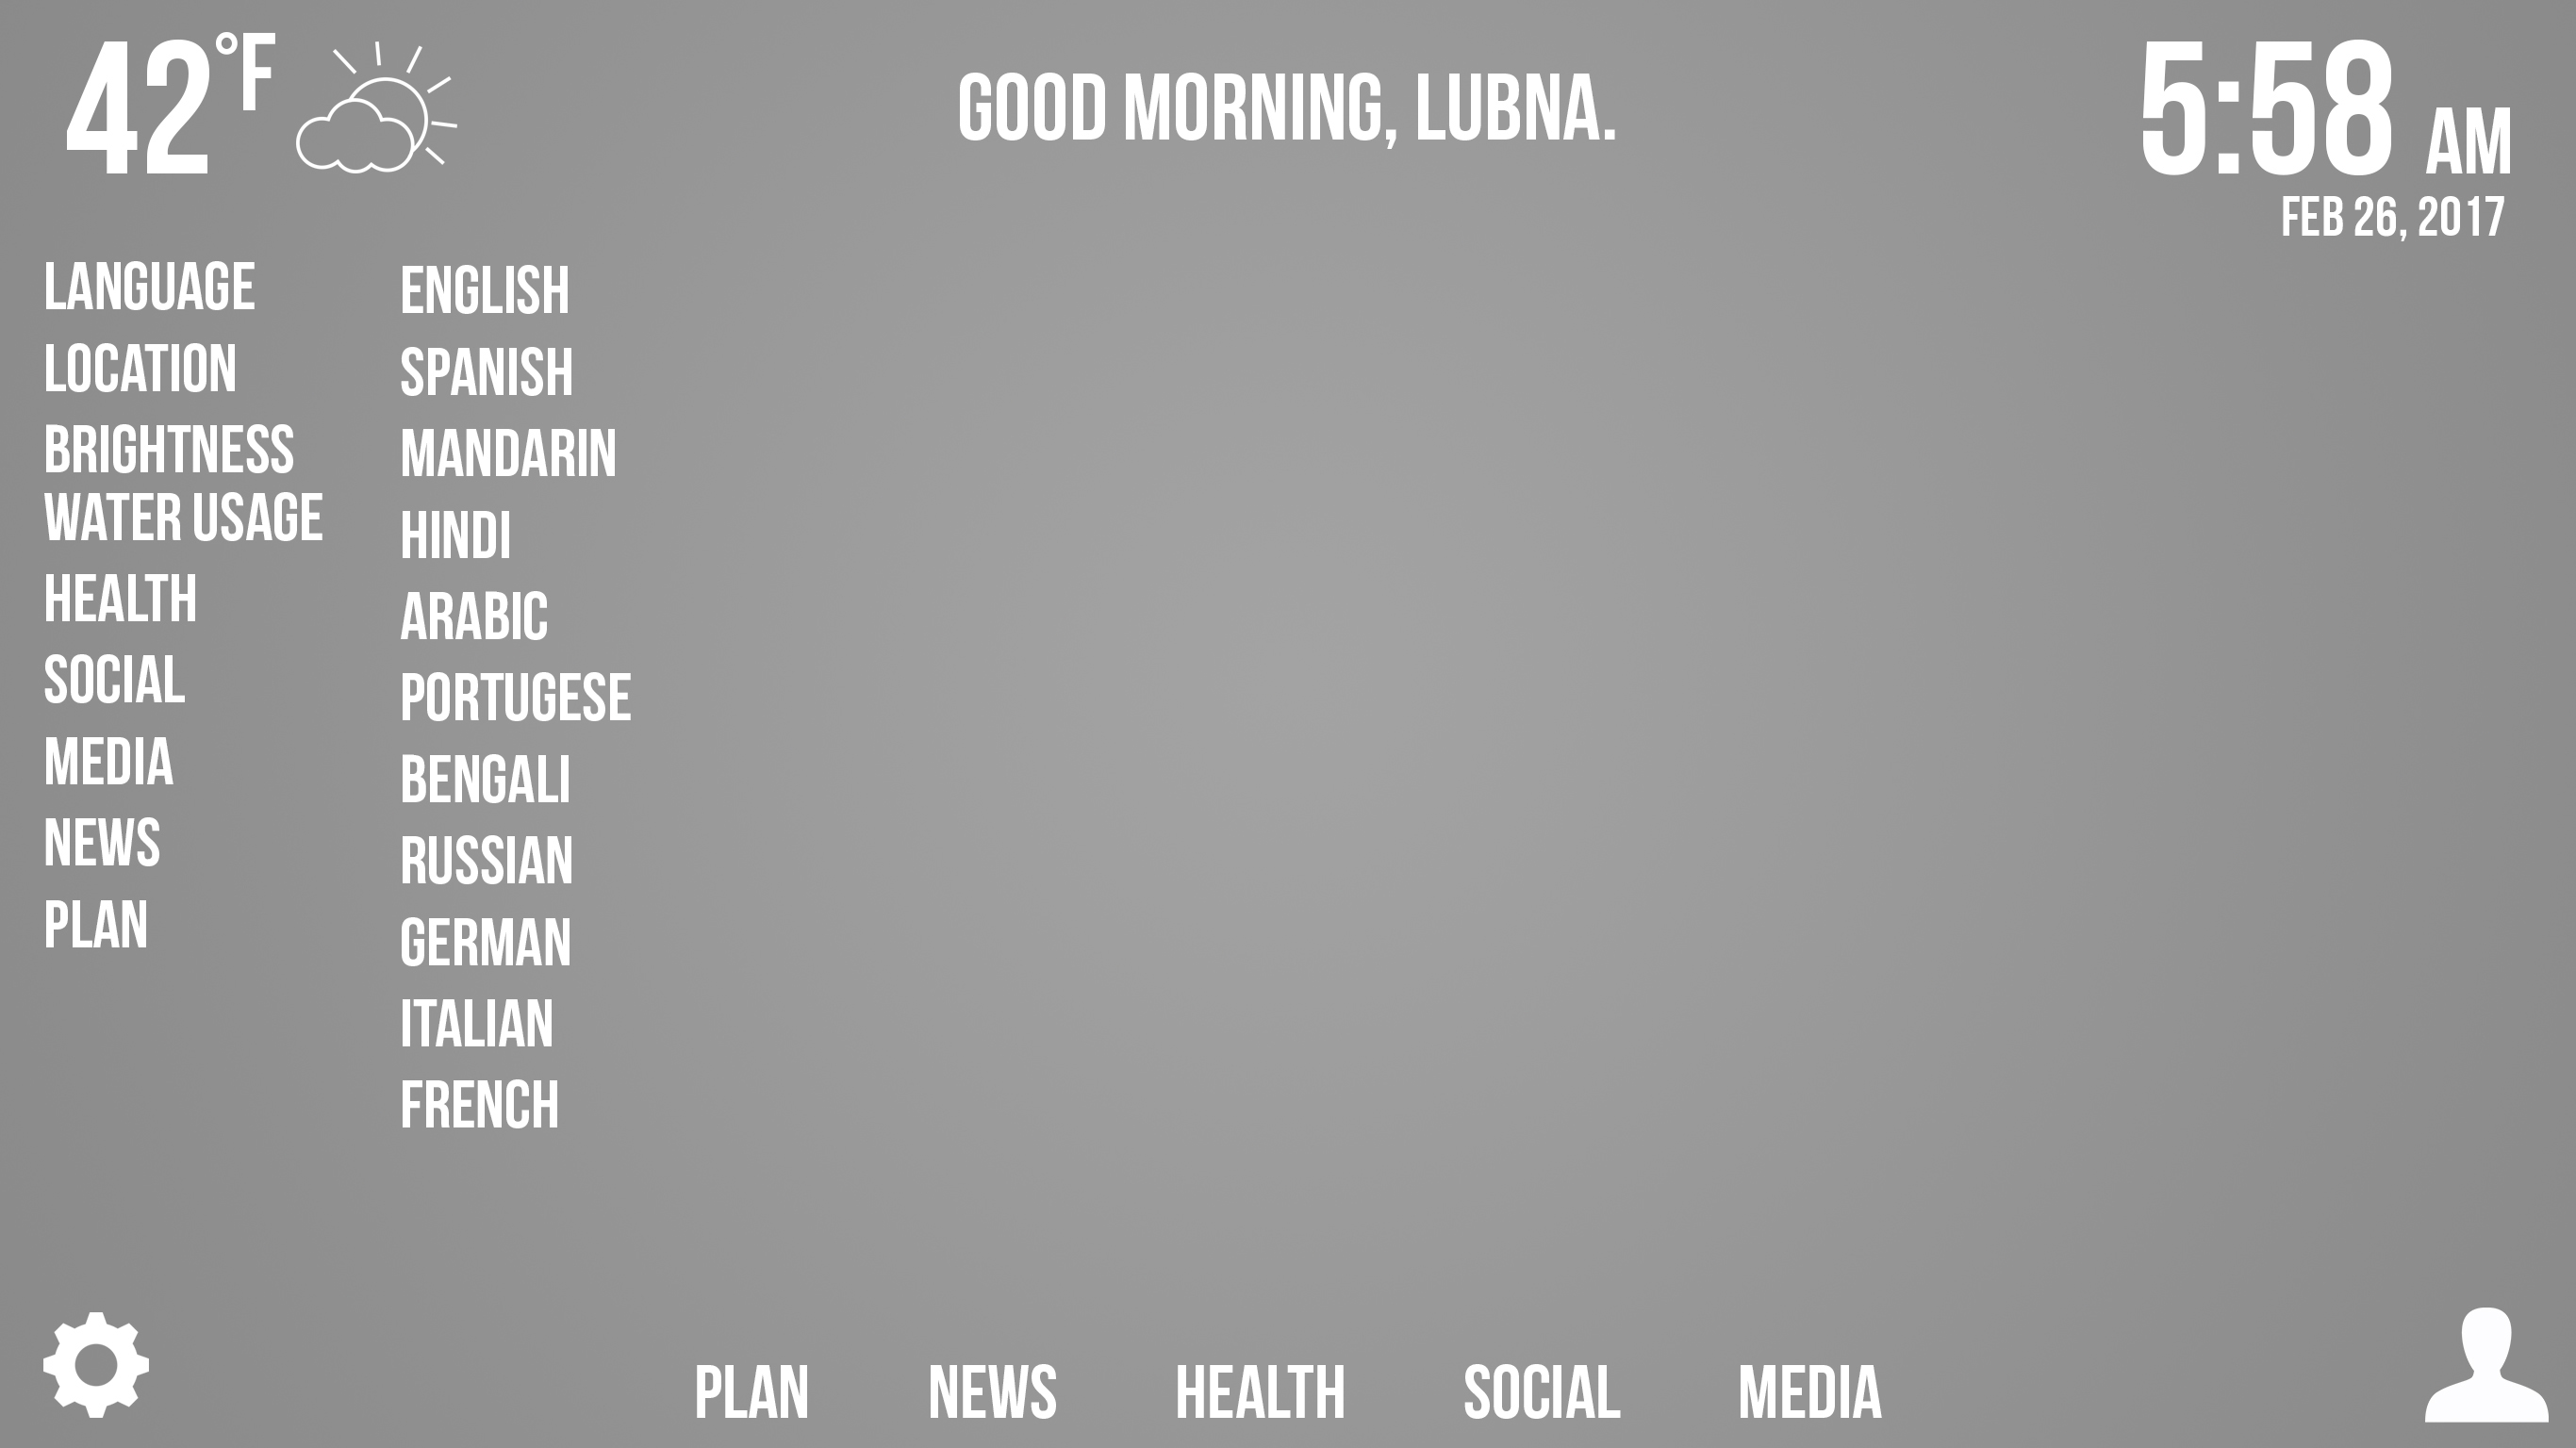 42°F
GOOD MORNING, LUBNA.
5:58 AM
FEB 26, 2017
LANGUAGE
LOCATION
BRIGHTNESS
WATER USAGE
HEALTH
SOCIAL
MEDIA
NEWS
PLAN
ENGLISH
SPANISH
MANDARIN
HINDI
ARABIC
PORTUGESE
BENGALI
RUSSIAN
GERMAN
ITALIAN
FRENCH
PLAN NEWS HEALTH SOCIAL MEDIA